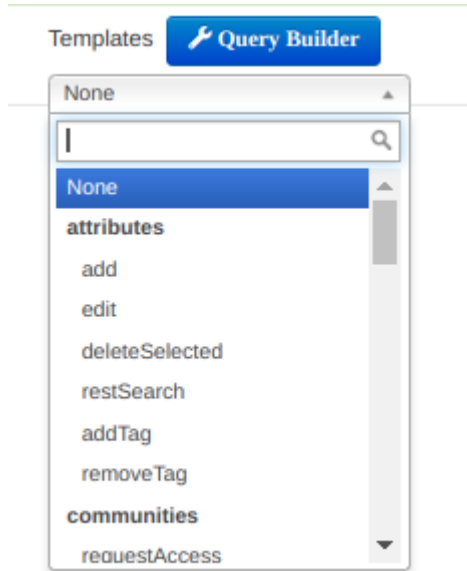 Templates Query Builder
None
None
attributes
add
edit
deleteSelected
restSearch
addTag
removeTag
communities
requestAccess